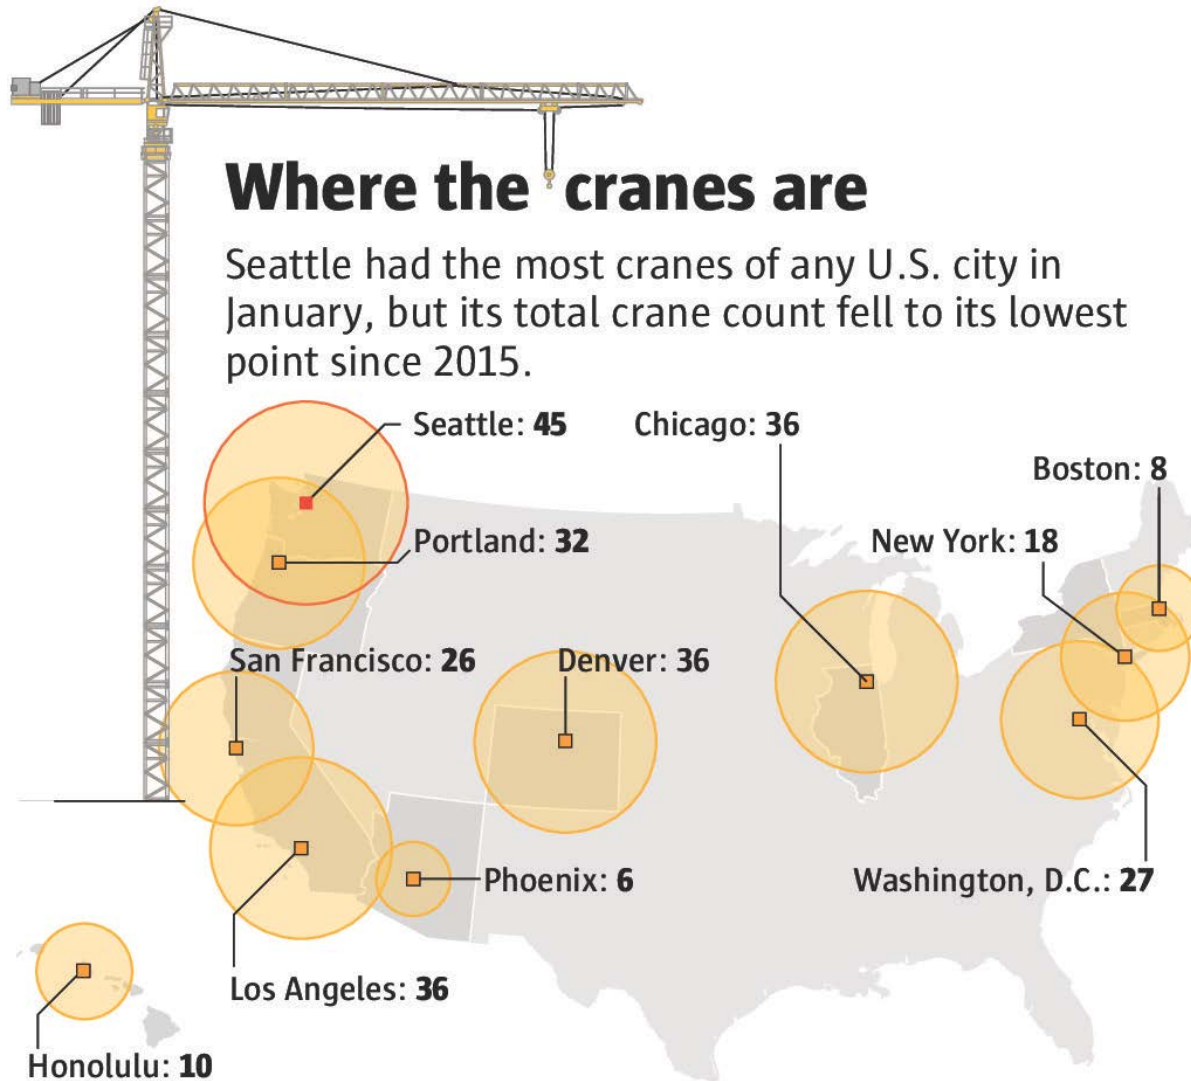 Where the cranes are
Seattle had the most cranes of any U.S. city in
January, but its total crane count fell to its lowest
point since 2015.
Seattle: 45
Chicago: 36
Boston: 8
Portland: 32
New York: 18
San Francisco: 26
Denver: 36
Phoenix: 6
Washington, D.C.: 27
Los Angeles: 36
Honolulu: 10